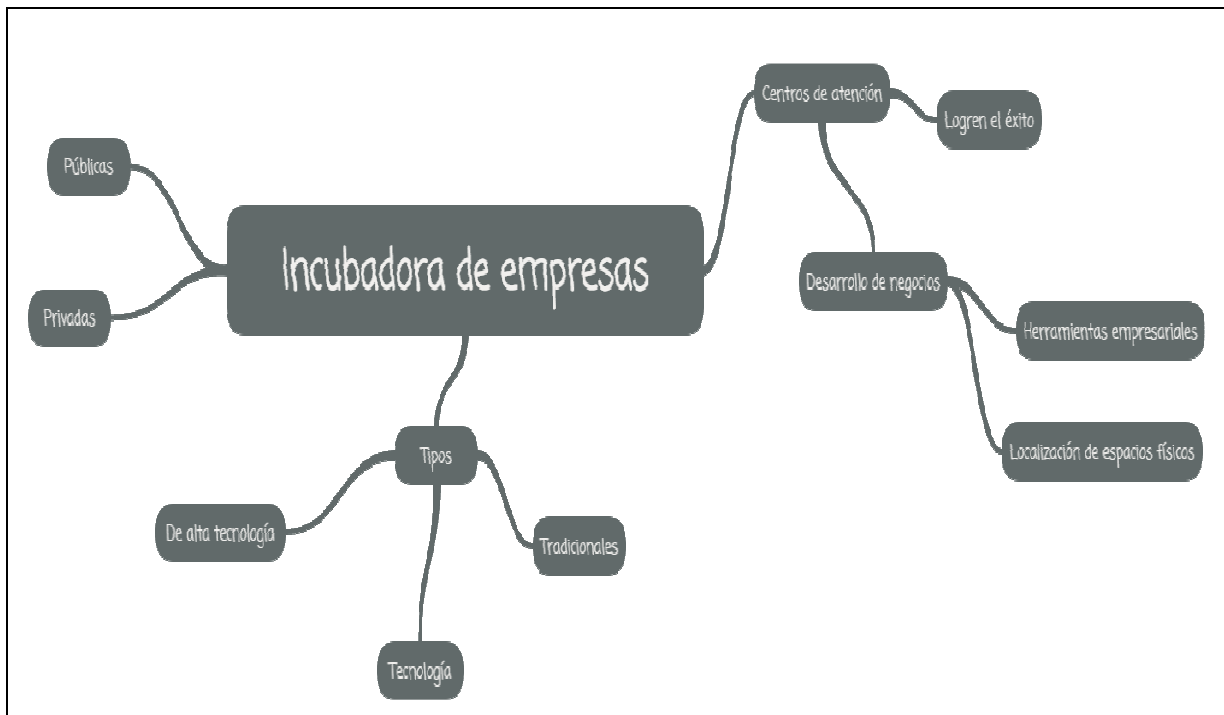 Centros de atención
Logren el éxito
Públicas
Incubadora de empresas
Desarrollo de negocios
Privadas
Herramientas empresariales
Tipos
Localización de espacios físicos
De alta tecnología
Tradicionales
Tecnología